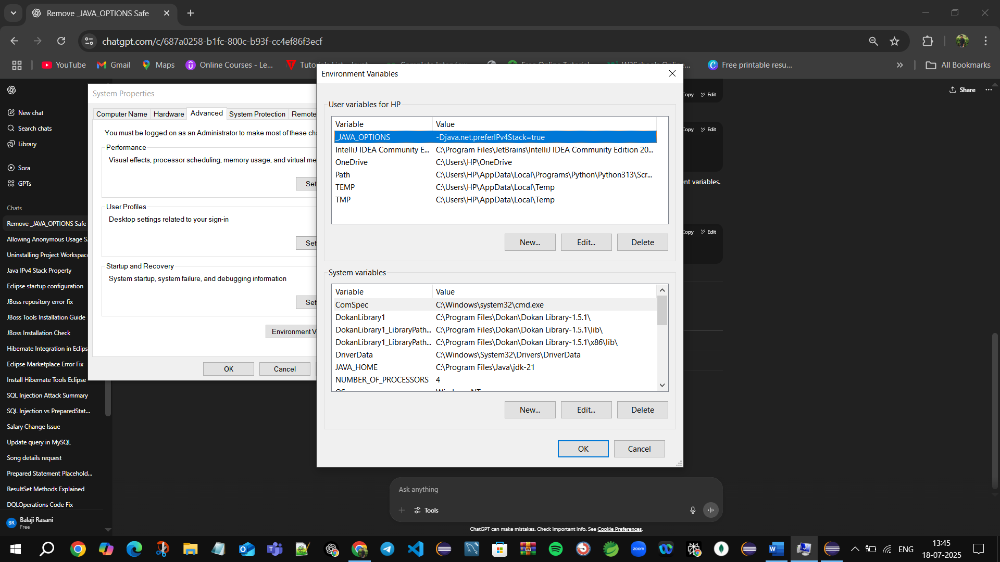 Remove _JAVA_OPTIONS Safe
chatgpt.com/c/687a0258-b1fc-800c-b93f-cc4ef86f3ecf
YouTube
Gmail
Maps
Online Courses - Le...
Free printable resu...
All Bookmarks
Share
New chat
Search chats
Library
Sora
GPTs
Chats
Remove _JAVA_OPTIONS Safe
Allowing Anonymous Usage S
Uninstalling Project Workspace
Java IPv4 Stack Property
Eclipse startup configuration
JBoss repository error fix
JBoss Tools Installation Guide
JBoss Installation Check
Hibernate Integration in Eclips
Eclipse Marketplace Error Fix
Install Hibernate Tools Eclipse
SQL Injection Attack Summary
SQL Injection vs PreparedStat...
Salary Change Issue
Update query in MySQL
Song details request
Prepared Statement Placehold...
ResultSet Methods Explained
DQLOperations Code Fix
BR
Balaji Rasani
Free
System Properties
Computer Name
Hardware
Advanced
System Protection
Remote
You must be logged on as an Administrator to make most of these ch
Performance
Visual effects, processor scheduling, memory usage, and virtual me
Set
User Profiles
Desktop settings related to your sign-in
Set
Startup and Recovery
System startup, system failure, and debugging information
Set
Environment V
OK
Cancel
Environment Variables
User variables for HP
Variable Value
_JAVA_OPTIONS -Djava.net.preferIPv4Stack=true
IntelliJ IDEA Community E... C:\Program Files\JetBrains\IntelliJ IDEA Community Edition 20...
OneDrive C:\Users\HP\OneDrive
Path C:\Users\HP\AppData\Local\Programs\Python\Python313\Scr...
TEMP C:\Users\HP\AppData\Local\Temp
TMP C:\Users\HP\AppData\Local\Temp
New... Edit... Delete
System variables
Variable Value
ComSpec C:\Windows\system32\cmd.exe
DokanLibrary1 C:\Program Files\Dokan\Dokan Library-1.5.1\
DokanLibrary1_LibraryPath... C:\Program Files\Dokan\Dokan Library-1.5.1\lib\
DokanLibrary1_LibraryPath... C:\Program Files\Dokan\Dokan Library-1.5.1\x86\lib\
DriverData C:\Windows\System32\Drivers\DriverData
JAVA_HOME C:\Program Files\Java\jdk-21
NUMBER_OF_PROCESSORS 4
New... Edit... Delete
OK Cancel
Edit
Edit
nt variables.
Edit
Ask anything
Tools
ChatGPT can make mistakes. Check important info. See Cookie Preferences.
zoom
ENG
13:45
18-07-2025